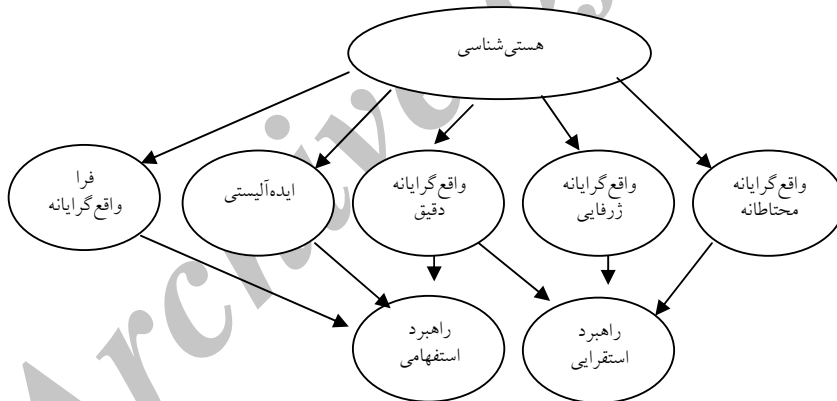 هستی‌شناسی
واقع‌گرایانه
محتاطانه
واقع‌گرایانه
ژرفایی
واقع‌گرایانه
دقیق
ایده‌آلیستی
فرا
واقع‌گرایانه
راهبرد
استقرایی
راهبرد
استفهامی
Archive